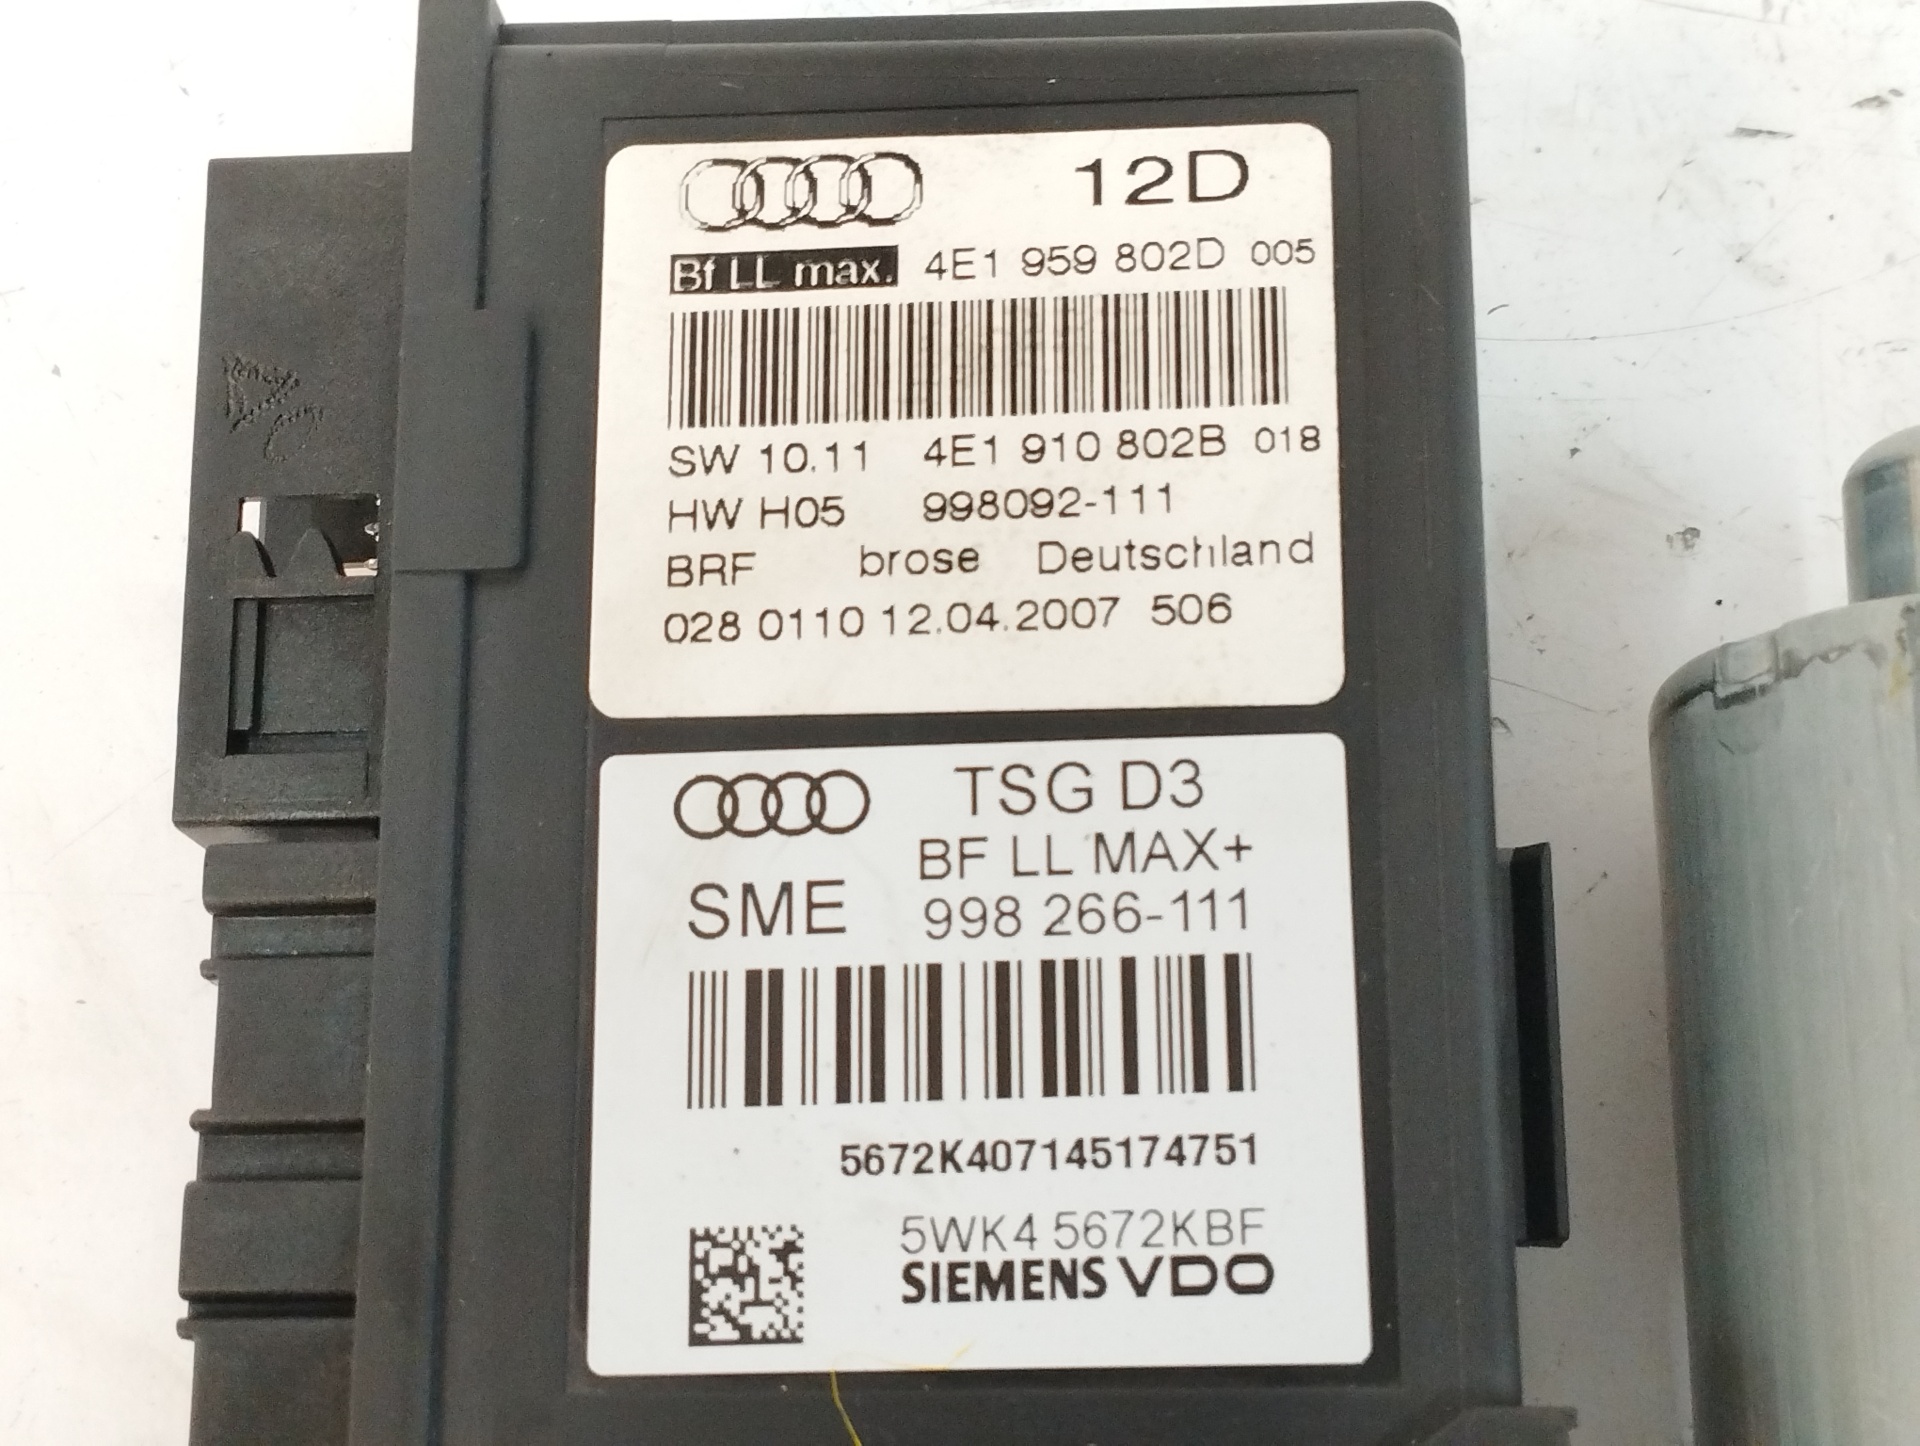 12D
Bf LL max. 4E1 959 802D 005
SW 10.11 4E1 910 802B 018
HW H05 998092-111
BRF brose Deutschland
028 0110 12.04.2007 506
TSG D3
BF LL MAX+
SME 998 266-111
5672K407145174751
5WK4 5672KBF
SIEMENS VDO